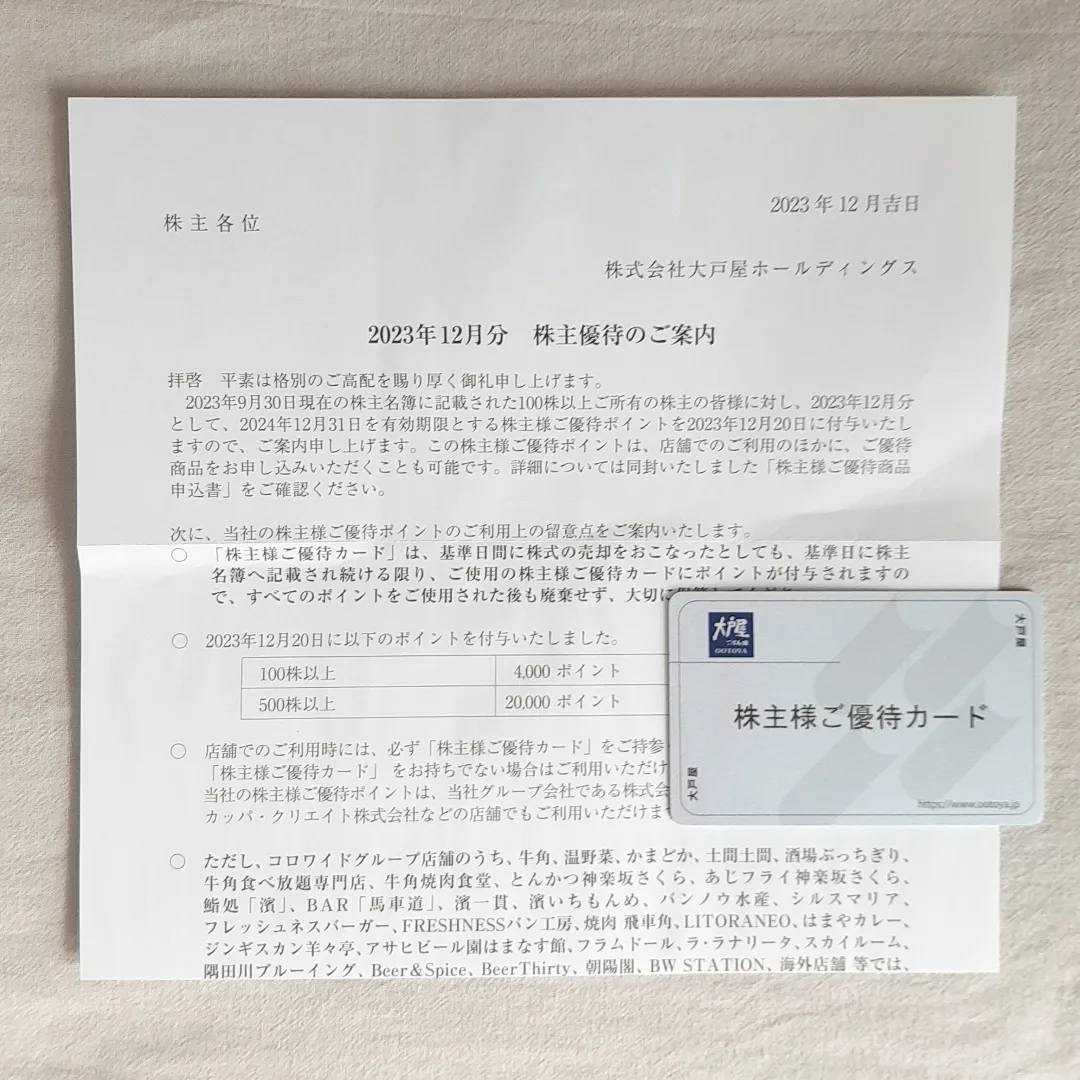 2023年12月吉日
株主各位
株式会社大戸屋ホールディングス
2023年12月分 株主優待のご案内
拝啓 平素は格別のご高配を賜り厚く御礼申し上げます。
2023年9月30日現在の株主名簿に記載された100株以上ご所有の株主の皆様に対し、2023年12月分
として、2024年12月31日を有効期限とする株主様ご優待ポイントを2023年12月20日に付与いたし
ますので、ご案内申し上げます。この株主様ご優待ポイントは、店舗でのご利用のほかに、ご優待
商品をお申し込みいただくことも可能です。詳細については同封いたしました「株主様ご優待商品
申込書」をご確認ください。
次に、当社の株主様ご優待ポイントのご利用上の留意点をご案内いたします。
○ 「株主様ご優待カード」は、基準日間に株式の売却をおこなったとしても、基準日に株主
名簿へ記載され続ける限り、ご使用の株主様ご優待カードにポイントが付与されますの
で、すべてのポイントをご使用された後も廃棄せず、大切に
○ 2023年12月20日に以下のポイントを付与いたしました。
100株以上 4,000 ポイント
500株以上 20,000 ポイント
○ 店舗でのご利用時には、必ず「株主様ご優待カード」をご持参
「株主様ご優待カード」をお持ちでない場合はご利用いただけ
当社の株主様ご優待ポイントは、当社グループ会社である株式会
カッパ・クリエイト株式会社などの店舗でもご利用いただけま
○ ただし、コロワイドグループ店舗のうち、牛角、温野菜、かまどか、土間土間、酒場ぶっちぎり、
牛角食べ放題専門店、牛角焼肉食堂、とんかつ神楽坂さくら、あじフライ神楽坂さくら、
鮨処「濱」、BAR「馬車道」、濱一貫、濱いちもんめ、バンノウ水産、シルスマリア、
フレッシュネスバーガー、FRESHNESSパン工房、焼肉 飛車角、LITORANEO、はまやカレー、
ジンギスカン羊々亭、アサヒビール園はまなす館、フラムドール、ラ・ラナリータ、スカイルーム、
隅田川ブルーイング、Beer＆Spice、BeerThirty、朝陽閣、BW STATION、海外店舗 等では、
大戸屋
ごはん処
OOTOYA
大戸屋
株主様ご優待カード
大戸屋
https://www.ootoya.jp